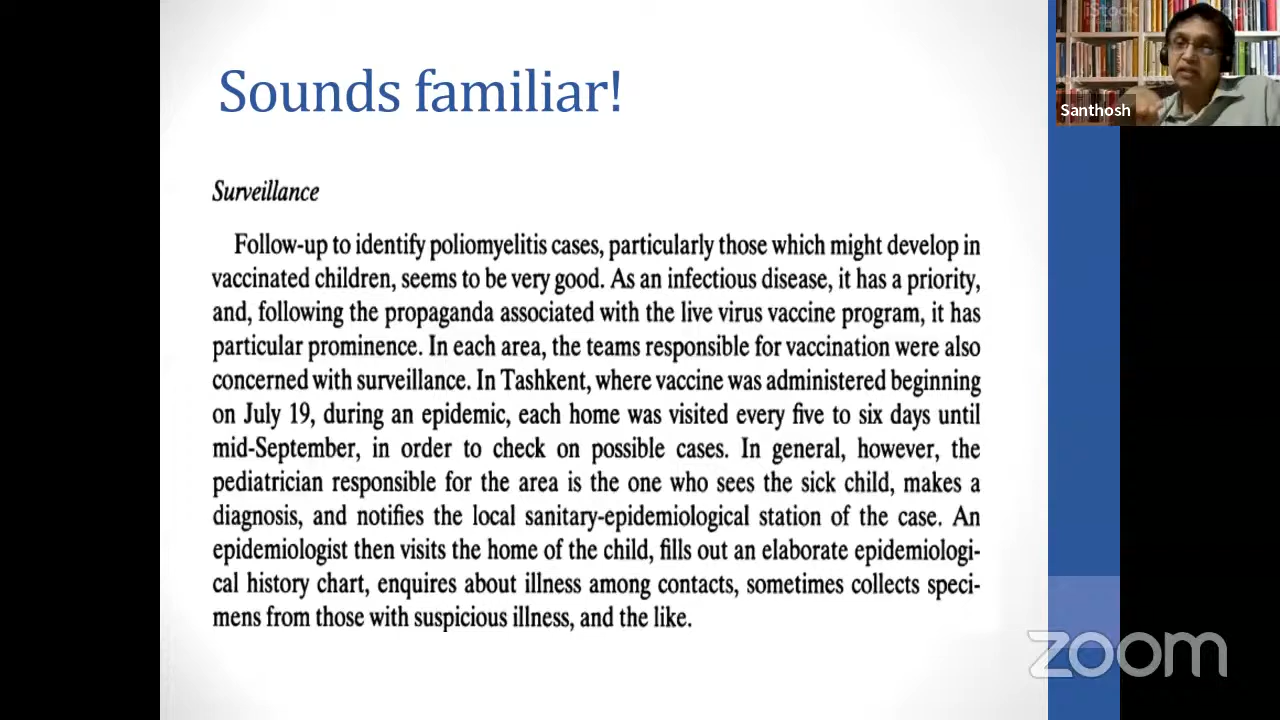 Sounds familiar!
Surveillance
Follow-up to identify poliomyelitis cases, particularly those which might develop in
vaccinated children, seems to be very good. As an infectious disease, it has a priority,
and, following the propaganda associated with the live virus vaccine program, it has
particular prominence. In each area, the teams responsible for vaccination were also
concerned with surveillance. In Tashkent, where vaccine was administered beginning
on July 19, during an epidemic, each home was visited every five to six days until
mid-September, in order to check on possible cases. In general, however, the
pediatrician responsible for the area is the one who sees the sick child, makes a
diagnosis, and notifies the local sanitary-epidemiological station of the case. An
epidemiologist then visits the home of the child, fills out an elaborate epidemiologi-
cal history chart, enquires about illness among contacts, sometimes collects speci-
mens from those with suspicious illness, and the like.
iStock
Santhosh
zoom